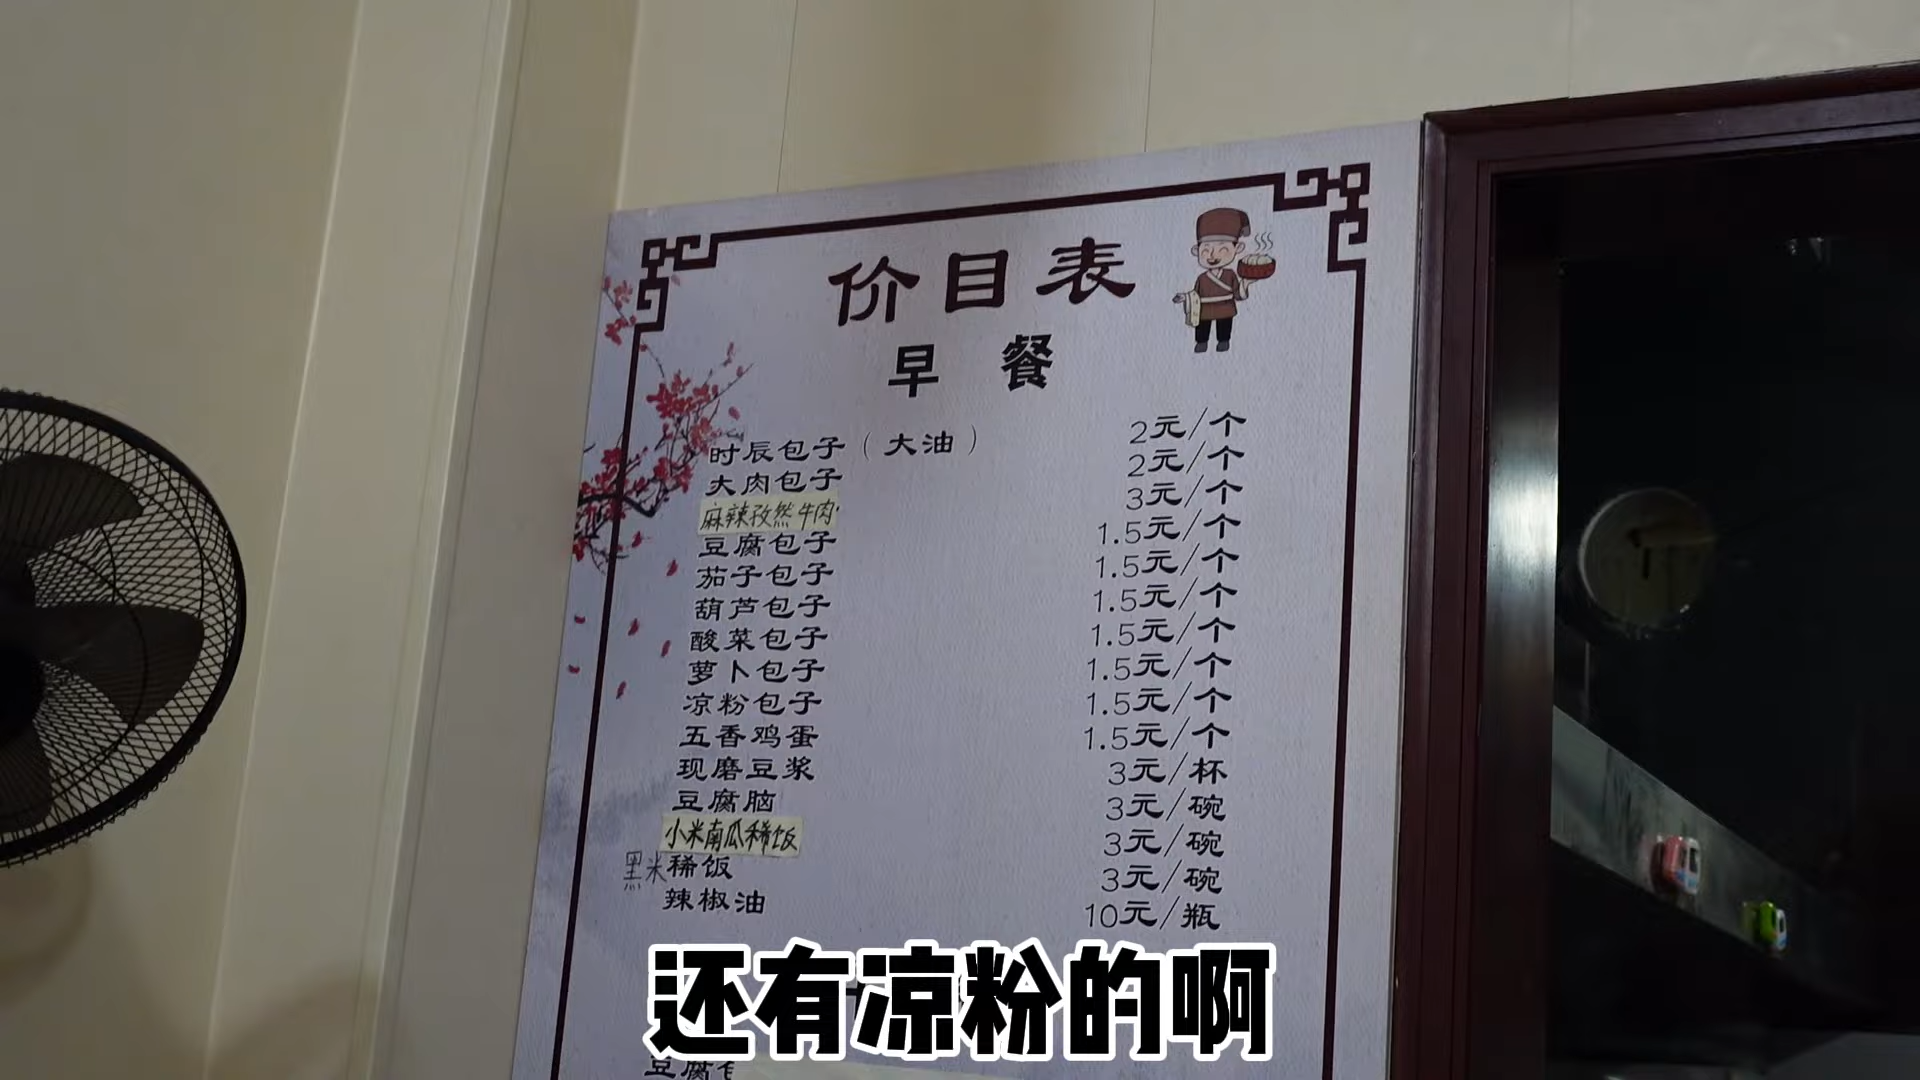 价目表
早餐
时辰包子（大油） 2元/个
大肉包子 2元/个
麻辣孜然牛肉 3元/个
豆腐包子 1.5元/个
茄子包子 1.5元/个
葫芦包子 1.5元/个
酸菜包子 1.5元/个
萝卜包子 1.5元/个
凉粉包子 1.5元/个
五香鸡蛋 1.5元/个
现磨豆浆 3元/杯
豆腐脑 3元/碗
小米南瓜稀饭 3元/碗
黑米稀饭 3元/碗
辣椒油 10元/瓶
还有凉粉的啊
豆腐